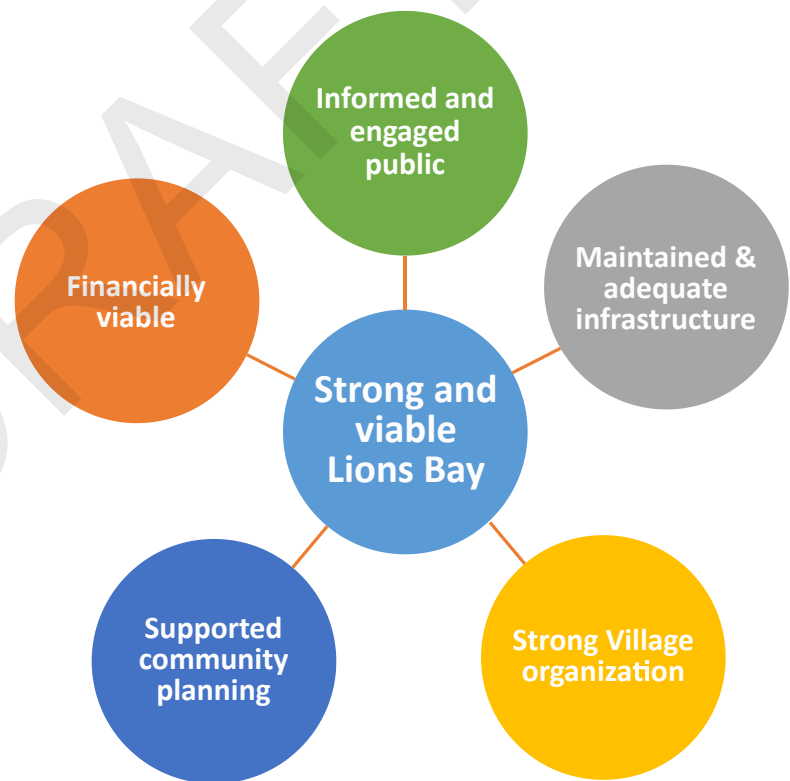 Informed and
engaged
public
Maintained &
adequate
infrastructure
Financially
viable
Strong and
viable
Lions Bay
Supported
community
planning
Strong Village
organization